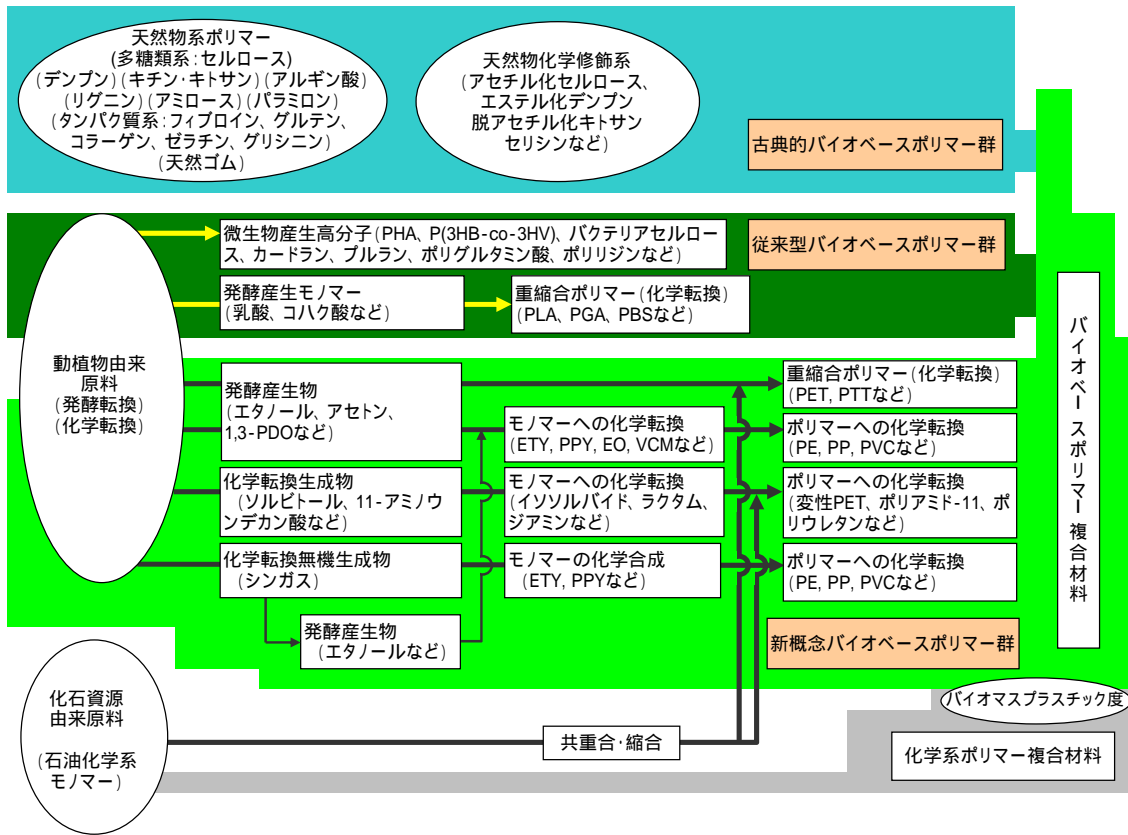 天然物系ポリマー
(多糖類系:セルロース)
(デンプン)(キチン・キトサン)(アルギン酸)
(リグニン)(アミロース)(パラミロン)
(タンパク質系:フィブロイン、グルテン、
コラーゲン、ゼラチン、グリシニン)
(天然ゴム)
天然物化学修飾系
(アセチル化セルロース、
エステル化デンプン
脱アセチル化キトサン
セリシンなど)
古典的バイオベースポリマー群
微生物産生高分子(PHA、P(3HB-co-3HV)、バクテリアセルロー
ス、カードラン、プルラン、ポリグルタミン酸、ポリリジンなど)
従来型バイオベースポリマー群
発酵産生モノマー
(乳酸、コハク酸など)
重縮合ポリマー(化学転換)
(PLA、PGA、PBSなど)
動植物由来
原料
(発酵転換)
(化学転換)
発酵産生物
(エタノール、アセトン、
1,3-PDOなど)
重縮合ポリマー(化学転換)
(PET, PTTなど)
モノマーへの化学転換
(ETY, PPY, EO, VCMなど)
ポリマーへの化学転換
(PE, PP, PVCなど)
化学転換生成物
(ソルビトール、11-アミノウ
ンデカン酸など)
モノマーへの化学転換
(イソソルバイド、ラクタム、
ジアミンなど)
ポリマーへの化学転換
(変性PET、ポリアミド-11、ポ
リウレタンなど)
化学転換無機生成物
(シンガス)
モノマーの化学合成
(ETY, PPYなど)
ポリマーへの化学転換
(PE, PP, PVCなど)
発酵産生物
(エタノールなど)
新概念バイオベースポリマー群
バイオベースポリマー複合材料
化石資源
由来原料
(石油化学系
モノマー)
共重合・縮合
バイオマスプラスチック度
化学系ポリマー複合材料